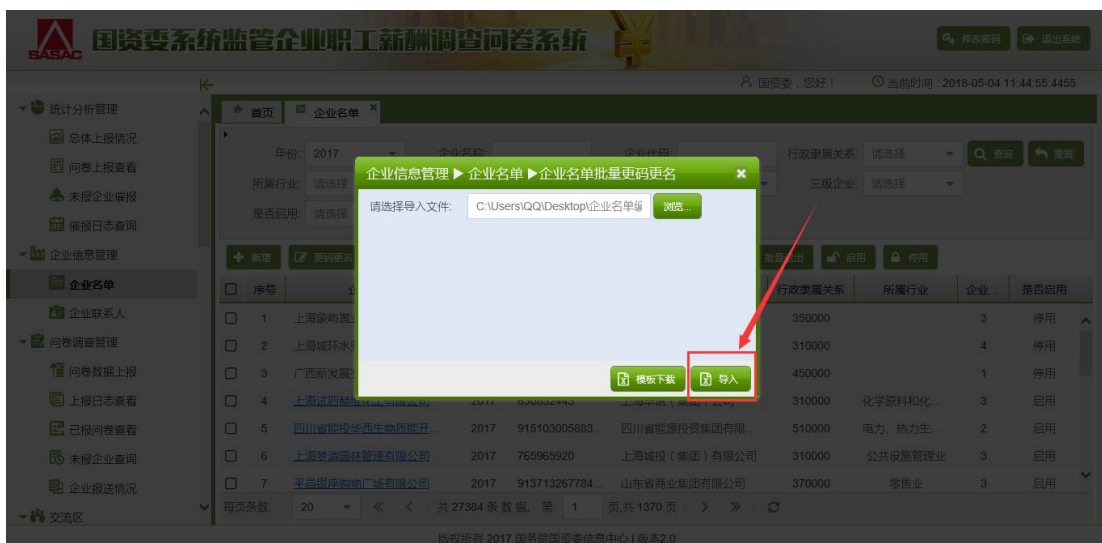 SASAC 国资委系统监管企业职工薪酬调查问卷系统 修改密码 退出系统
国资委，您好！ 当前时间：2018-05-04 11:44:55:4455
统计分析管理
总体上报情况
问卷上报查看
未报企业催报
催报日志查询
企业信息管理
企业名单
企业联系人
问卷调查管理
问卷数据上报
上报日志查看
已报问卷查看
未报企业查询
企业报送情况
交流区
首页 企业名单
年份: 2017 企业名称: 企业代码: 行政隶属关系: 请选择 查询 重置
所属行业: 请选择 三级企业: 请选择
是否启用: 请选择
企业信息管理 ▶ 企业名单 ▶企业名单批量更码更名
请选择导入文件: C:\Users\QQ\Desktop\企业名单编 浏览...
模板下载 导入
新增 更码更名 启用 停用
序号 行政隶属关系 所属行业 企业... 是否启用
1 350000 3 停用
2 310000 4 停用
3 450000 1 停用
4 2017 310000 化学原料和化... 3 启用
5 四川省能投华西生物质能开... 2017 915103005883... 四川省能源投资集团有限... 510000 电力、热力生... 2 启用
6 上海梦清园林管理有限公司 2017 765965920 上海城投（集团）有限公司 310000 公共设施管理业 3 启用
7 平邑银座购物广场有限公司 2017 913713267784... 山东省商业集团有限公司 370000 零售业 3 启用
每页条数: 20 共 27384 条数据, 第 1 页,共 1370 页
版权所有 2017 国务院国资委信息中心 | 版本2.0